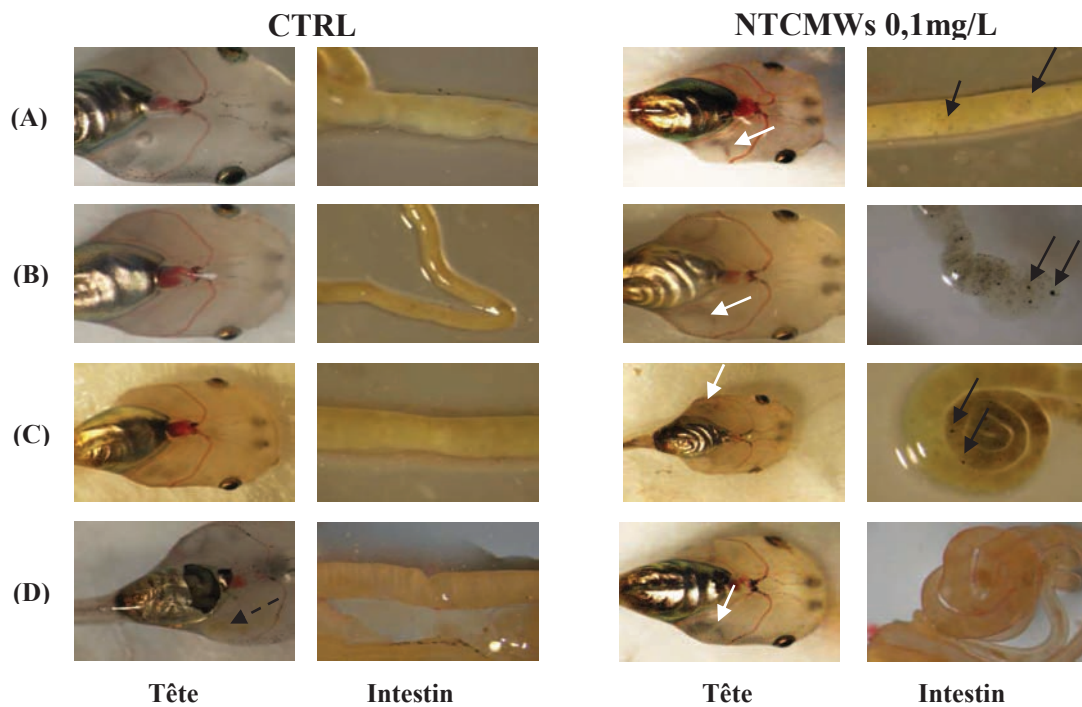 CTRL NTCMWs 0,1mg/L
(A)
(B)
(C)
(D)
Tête Intestin Tête Intestin